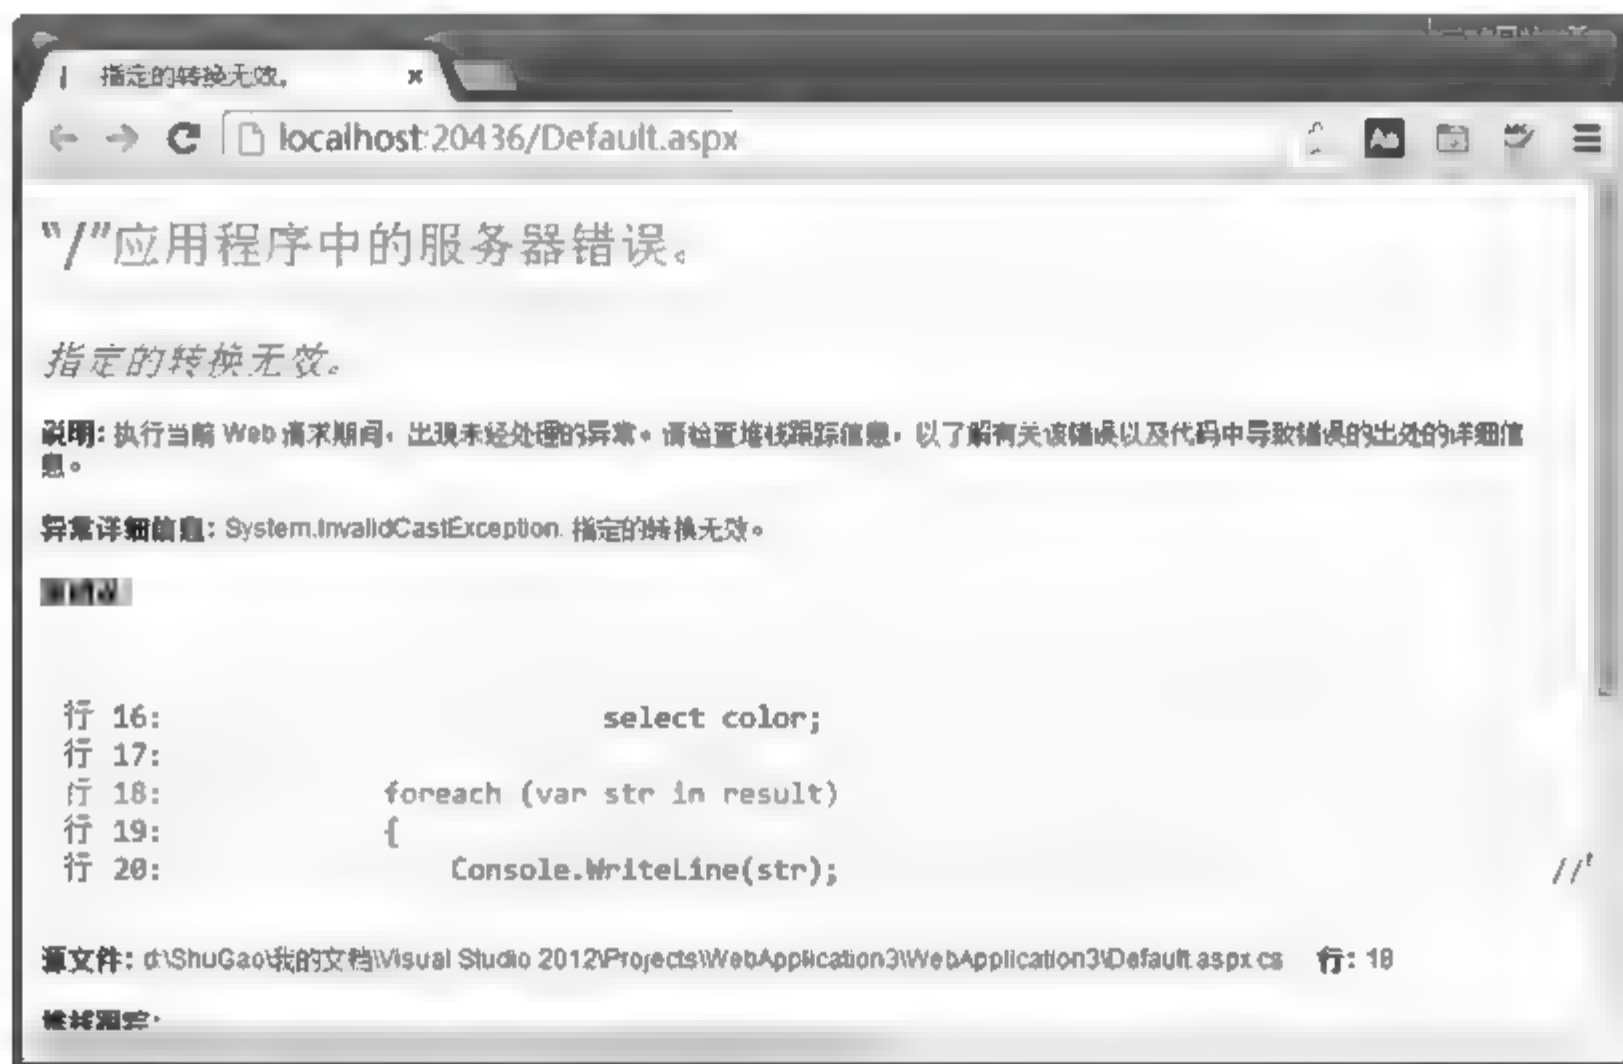 指定的转换无效。
localhost:20436/Default.aspx
“/”应用程序中的服务器错误。
指定的转换无效。
说明: 执行当前 Web 请求期间，出现未经处理的异常。请检查堆栈跟踪信息，以了解有关该错误以及代码中导致错误的出处的详细信
息。
异常详细信息: System.InvalidCastException: 指定的转换无效。
行 16: select color;
行 17:
行 18: foreach (var str in result)
行 19: {
行 20: Console.WriteLine(str); //
源文件: d:\ShuGao\我的文档\Visual Studio 2012\Projects\WebApplication3\WebApplication3\Default.aspx.cs 行: 18
堆栈跟踪: